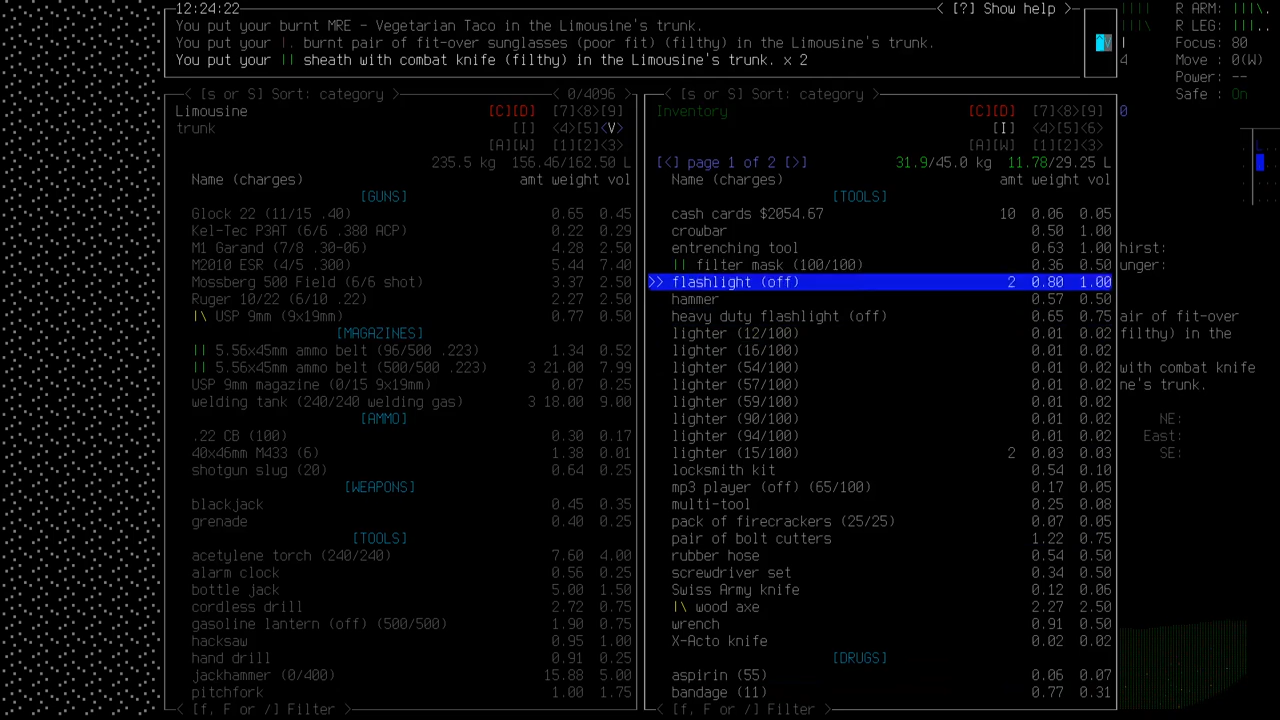 12:24:22
< [?] Show help >
You put your burnt MRE - Vegetarian Taco in the Limousine's trunk.
You put your |. burnt pair of fit-over sunglasses (poor fit) (filthy) in the Limousine's trunk.
You put your || sheath with combat knife (filthy) in the Limousine's trunk. x 2
R ARM: |||\.
R LEG: |||.
Focus: 80
Move : 0(W)
Power: --
Safe : On
< [s or S] Sort: category > < 0/4096 >
Limousine [C][D] [7]<8>[9]
trunk [I] <4>[5]<V>
[A][W] [1][2]<3>
235.5 kg 156.46/162.50 L
Name (charges) amt weight vol
[GUNS]
Glock 22 (11/15 .40) 0.65 0.45
Kel-Tec P3AT (6/6 .380 ACP) 0.22 0.29
M1 Garand (7/8 .30-06) 4.28 2.50
M2010 ESR (4/5 .300) 5.44 7.40
Mossberg 500 Field (6/6 shot) 3.37 2.50
Ruger 10/22 (6/10 .22) 2.27 2.50
|\ USP 9mm (9x19mm) 0.77 0.50
[MAGAZINES]
|| 5.56x45mm ammo belt (96/500 .223) 1.34 0.52
|| 5.56x45mm ammo belt (500/500 .223) 3 21.00 7.99
USP 9mm magazine (0/15 9x19mm) 0.07 0.25
welding tank (240/240 welding gas) 3 18.00 9.00
[AMMO]
.22 CB (100) 0.30 0.17
40x46mm M433 (6) 1.38 0.01
shotgun slug (20) 0.64 0.25
[WEAPONS]
blackjack 0.45 0.35
grenade 0.40 0.25
[TOOLS]
acetylene torch (240/240) 7.60 4.00
alarm clock 0.56 0.25
bottle jack 5.00 1.50
cordless drill 2.72 0.75
gasoline lantern (off) (500/500) 1.90 0.75
hacksaw 0.95 1.00
hand drill 0.91 0.25
jackhammer (0/400) 15.88 5.00
pitchfork 1.00 1.75
< [f, F or /] Filter >
< [s or S] Sort: category >
Inventory [C][D] [7]<8>[9]
[I] <4>[5]<6>
[A][W] [1][2]<3>
[<] page 1 of 2 [>] 31.9/45.0 kg 11.78/29.25 L
Name (charges) amt weight vol
[TOOLS]
cash cards $2054.67 10 0.06 0.05
crowbar 0.50 1.00
entrenching tool 0.63 1.00
|| filter mask (100/100) 0.36 0.50
>> flashlight (off) 2 0.80 1.00
hammer 0.57 0.50
heavy duty flashlight (off) 0.65 0.75
lighter (12/100) 0.01 0.02
lighter (16/100) 0.01 0.02
lighter (54/100) 0.01 0.02
lighter (57/100) 0.01 0.02
lighter (59/100) 0.01 0.02
lighter (90/100) 0.01 0.02
lighter (94/100) 0.01 0.02
lighter (15/100) 2 0.03 0.03
locksmith kit 0.54 0.10
mp3 player (off) (65/100) 0.17 0.05
multi-tool 0.25 0.08
pack of firecrackers (25/25) 0.07 0.05
pair of bolt cutters 1.22 0.75
rubber hose 0.54 0.50
screwdriver set 0.34 0.50
Swiss Army knife 0.12 0.06
|\ wood axe 2.27 2.50
wrench 0.91 0.50
X-Acto knife 0.02 0.02
[DRUGS]
aspirin (55) 0.06 0.07
bandage (11) 0.77 0.31
< [f, F or /] Filter >
4
0
hirst:
unger:
air of fit-over
filthy) in the
with combat knife
ne's trunk.
NE:
East:
SE: